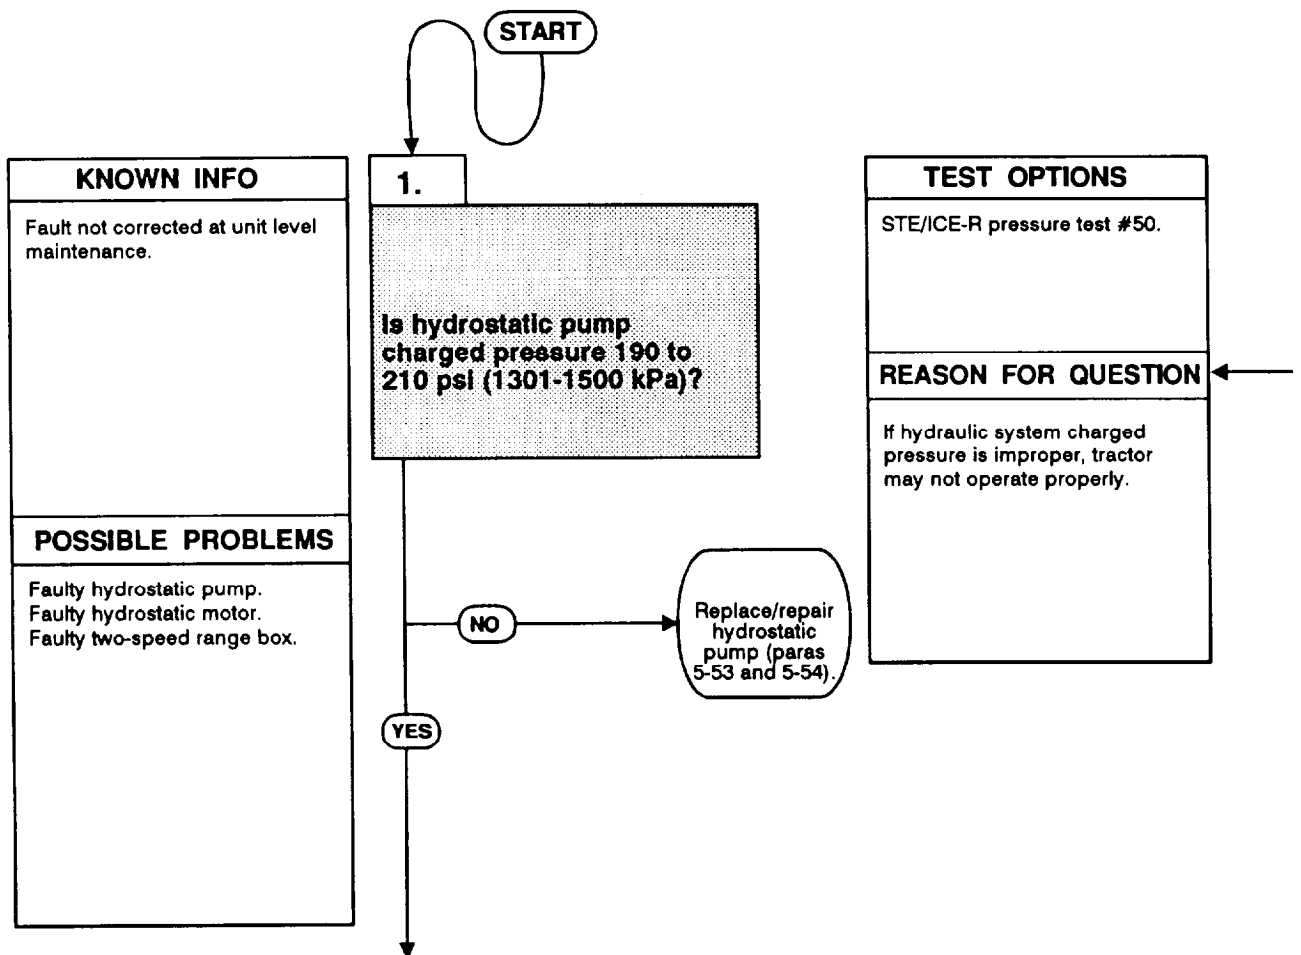 START
KNOWN INFO
Fault not corrected at unit level
maintenance.
POSSIBLE PROBLEMS
Faulty hydrostatic pump.
Faulty hydrostatic motor.
Faulty two-speed range box.
1.
Is hydrostatic pump
charged pressure 190 to
210 psi (1301-1500 kPa)?
NO
Replace/repair
hydrostatic
pump (paras
5-53 and 5-54).
YES
TEST OPTIONS
STE/ICE-R pressure test #50.
REASON FOR QUESTION
If hydraulic system charged
pressure is improper, tractor
may not operate properly.